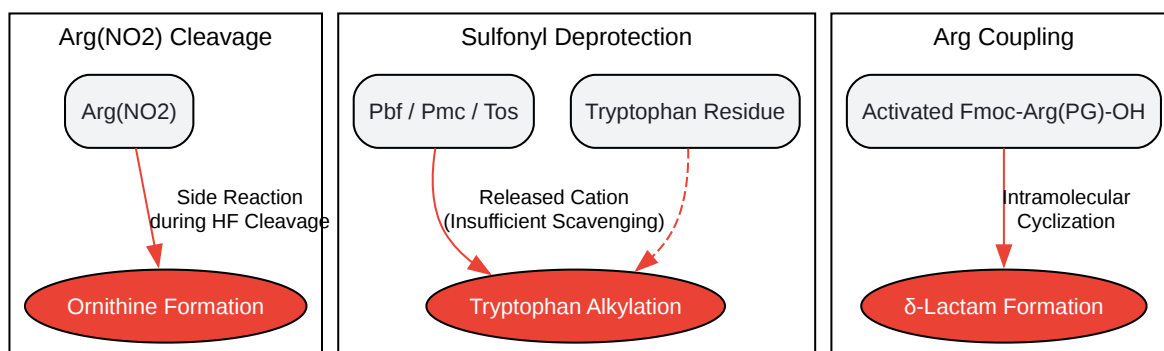 Arg(NO2) Cleavage
Arg(NO2)
Side Reaction
during HF Cleavage
Ornithine Formation
Sulfonyl Deprotection
Pbf / Pmc / Tos
Tryptophan Residue
Released Cation
(Insufficient Scavenging)
Tryptophan Alkylation
Arg Coupling
Activated Fmoc-Arg(PG)-OH
Intramolecular
Cyclization
δ-Lactam Formation